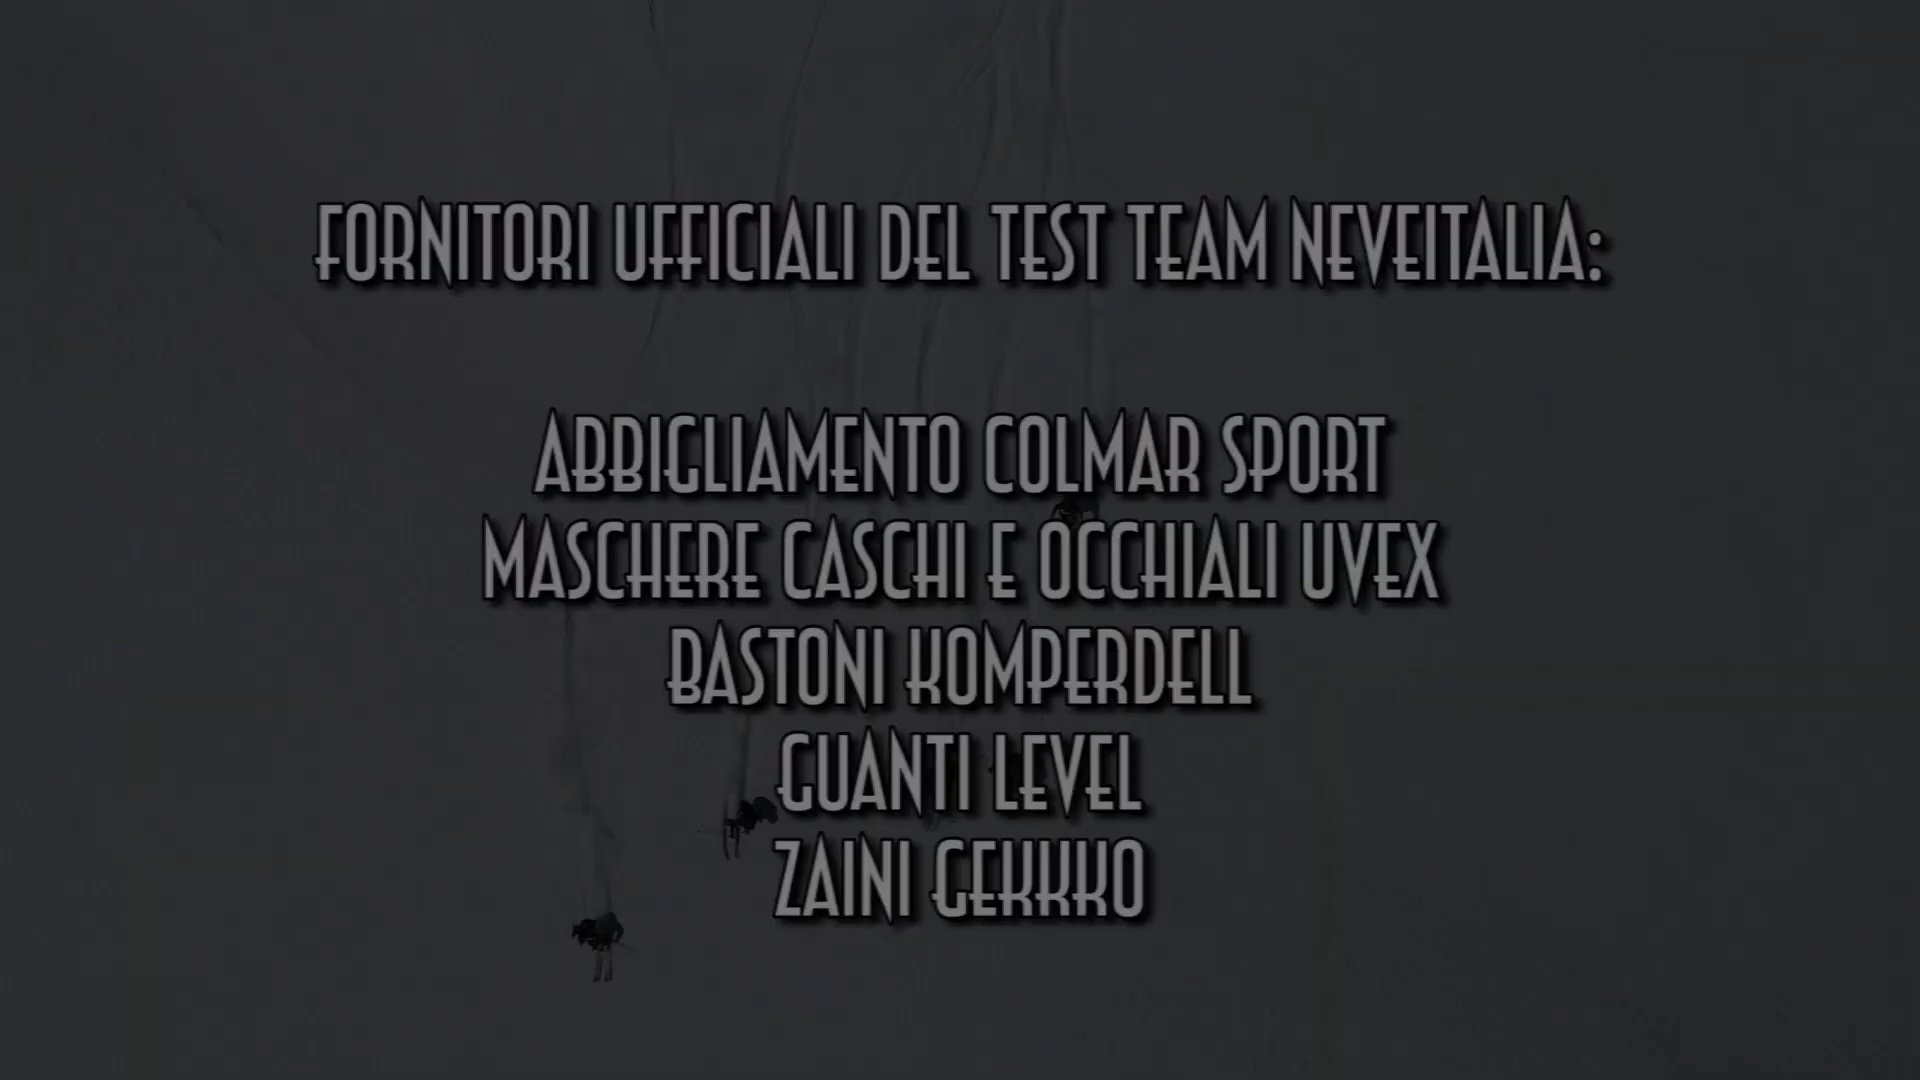 FORNITORI UFFICIALI DEL TEST TEAM NEVEITALIA:
ABBIGLIAMENTO COLMAR SPORT
MASCHERE CASCHI E OCCHIALI UVEX
BASTONI KOMPERDELL
GUANTI LEVEL
ZAINI GEKKKO